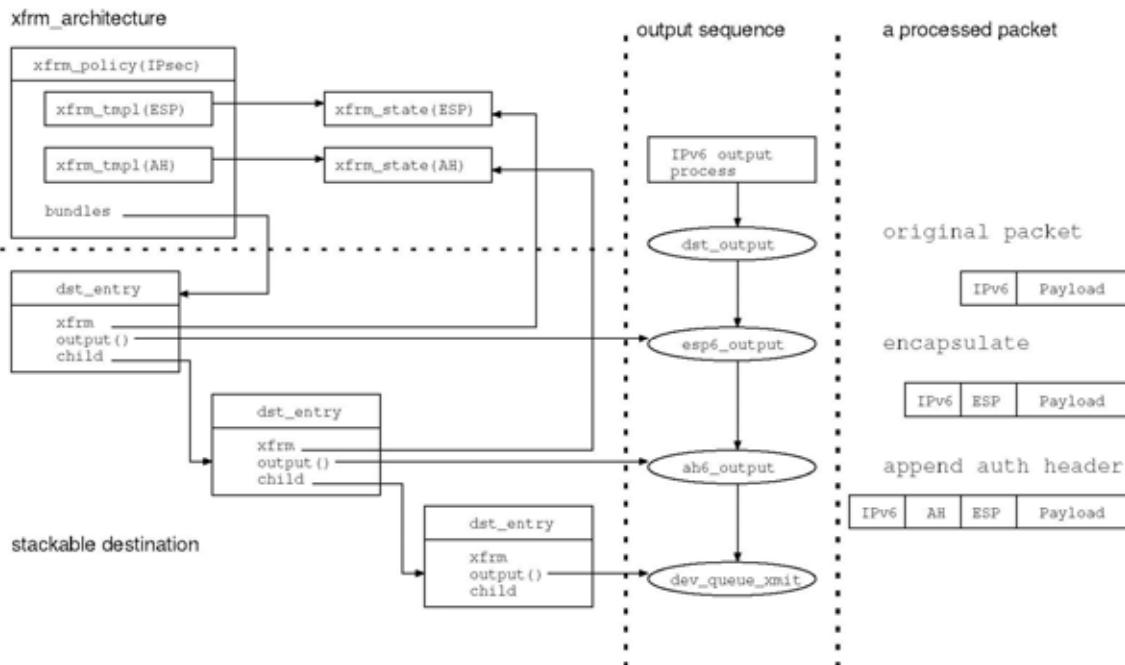 xfrm_architecture
xfrm_policy(IPsec)
xfrm_tmpl(ESP)
xfrm_state(ESP)
xfrm_tmpl(AH)
xfrm_state(AH)
bundles
dst_entry
xfrm
output()
child
dst_entry
xfrm
output()
child
dst_entry
xfrm
output()
child
stackable destination
output sequence
IPv6 output
process
dst_output
esp6_output
ah6_output
dev_queue_xmit
a processed packet
original packet
IPv6 Payload
encapsulate
IPv6 ESP Payload
append auth header
IPv6 AH ESP Payload